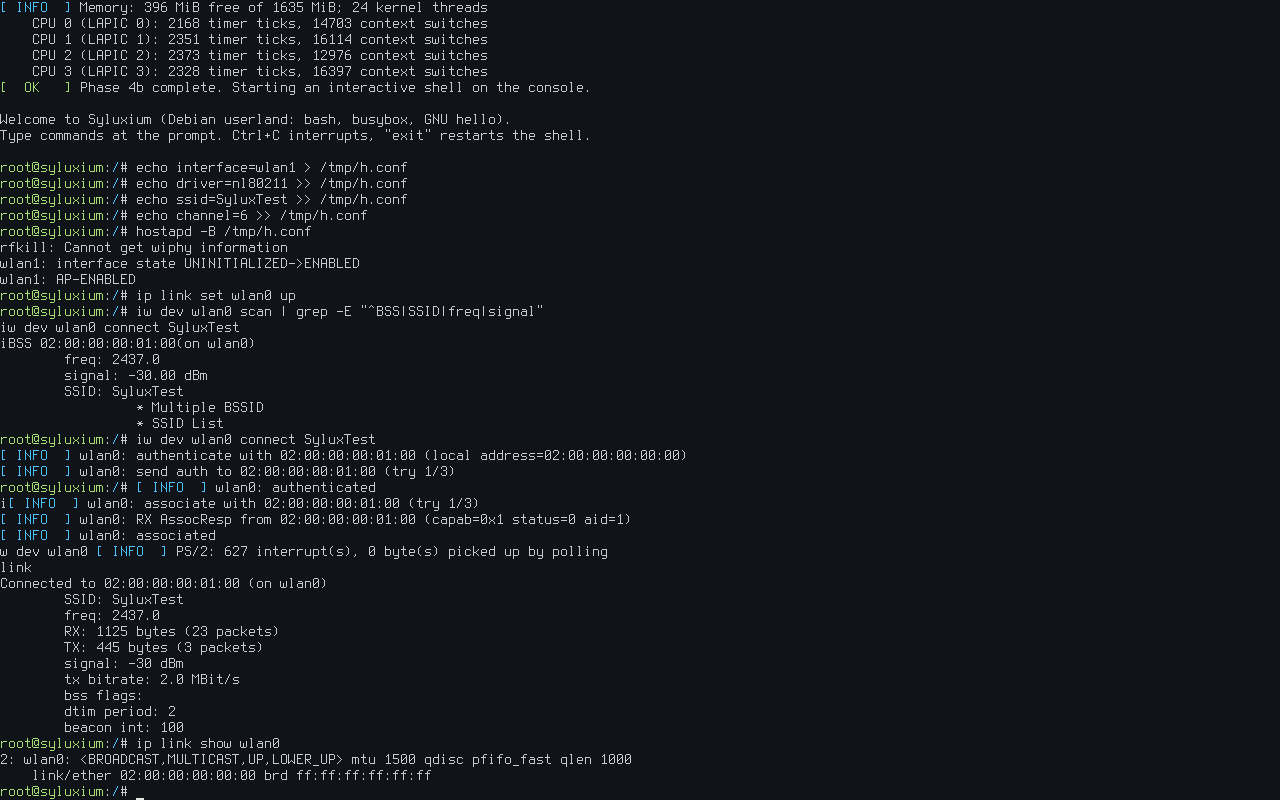 [ INFO  ] Memory: 396 MiB free of 1635 MiB; 24 kernel threads
    CPU 0 (LAPIC 0): 2168 timer ticks, 14703 context switches
    CPU 1 (LAPIC 1): 2351 timer ticks, 16114 context switches
    CPU 2 (LAPIC 2): 2373 timer ticks, 12976 context switches
    CPU 3 (LAPIC 3): 2328 timer ticks, 16397 context switches
[  OK   ] Phase 4b complete. Starting an interactive shell on the console.

Welcome to Syluxium (Debian userland: bash, busybox, GNU hello).
Type commands at the prompt. Ctrl+C interrupts, "exit" restarts the shell.

root@syluxium:/# echo interface=wlan1 > /tmp/h.conf
root@syluxium:/# echo driver=nl80211 >> /tmp/h.conf
root@syluxium:/# echo ssid=SyluxTest >> /tmp/h.conf
root@syluxium:/# echo channel=6 >> /tmp/h.conf
root@syluxium:/# hostapd -B /tmp/h.conf
rfkill: Cannot get wiphy information
wlan1: interface state UNINITIALIZED->ENABLED
wlan1: AP-ENABLED
root@syluxium:/# ip link set wlan0 up
root@syluxium:/# iw dev wlan0 scan | grep -E "^BSS|SSID|freq|signal"
iw dev wlan0 connect SyluxTest
iBSS 02:00:00:00:01:00(on wlan0)
        freq: 2437.0
        signal: -30.00 dBm
        SSID: SyluxTest
                 * Multiple BSSID
                 * SSID List
root@syluxium:/# iw dev wlan0 connect SyluxTest
[ INFO  ] wlan0: authenticate with 02:00:00:00:01:00 (local address=02:00:00:00:00:00)
[ INFO  ] wlan0: send auth to 02:00:00:00:01:00 (try 1/3)
root@syluxium:/# [ INFO  ] wlan0: authenticated
i[ INFO  ] wlan0: associate with 02:00:00:00:01:00 (try 1/3)
[ INFO  ] wlan0: RX AssocResp from 02:00:00:00:01:00 (capab=0x1 status=0 aid=1)
[ INFO  ] wlan0: associated
w dev wlan0 [ INFO  ] PS/2: 627 interrupt(s), 0 byte(s) picked up by polling
link
Connected to 02:00:00:00:01:00 (on wlan0)
        SSID: SyluxTest
        freq: 2437.0
        RX: 1125 bytes (23 packets)
        TX: 445 bytes (3 packets)
        signal: -30 dBm
        tx bitrate: 2.0 MBit/s
        bss flags:
        dtim period: 2
        beacon int: 100
root@syluxium:/# ip link show wlan0
2: wlan0: <BROADCAST,MULTICAST,UP,LOWER_UP> mtu 1500 qdisc pfifo_fast qlen 1000
    link/ether 02:00:00:00:00:00 brd ff:ff:ff:ff:ff:ff
root@syluxium:/#